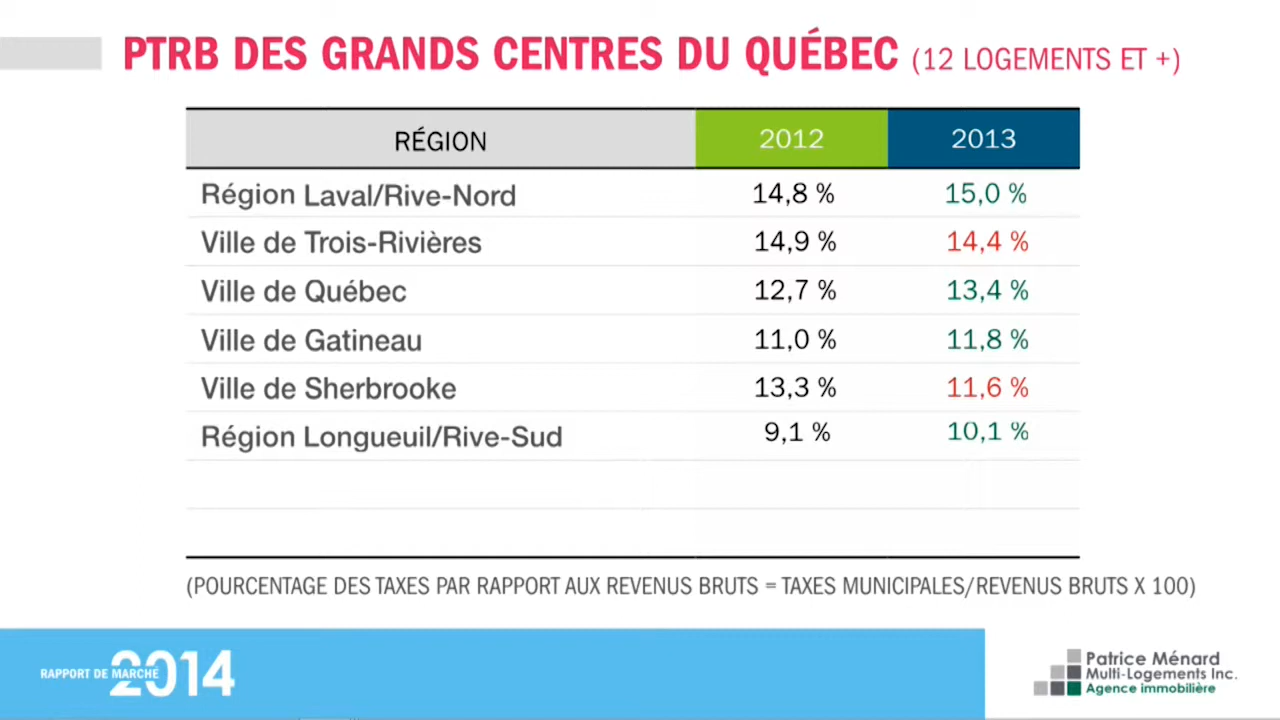 PTRB DES GRANDS CENTRES DU QUÉBEC (12 LOGEMENTS ET +)
RÉGION 2012 2013
Région Laval/Rive-Nord 14,8 % 15,0 %
Ville de Trois-Rivières 14,9 % 14,4 %
Ville de Québec 12,7 % 13,4 %
Ville de Gatineau 11,0 % 11,8 %
Ville de Sherbrooke 13,3 % 11,6 %
Région Longueuil/Rive-Sud 9,1 % 10,1 %
(POURCENTAGE DES TAXES PAR RAPPORT AUX REVENUS BRUTS = TAXES MUNICIPALES/REVENUS BRUTS X 100)
RAPPORT DE MARCHÉ 2014
Patrice Ménard
Multi-Logements Inc.
Agence immobilière